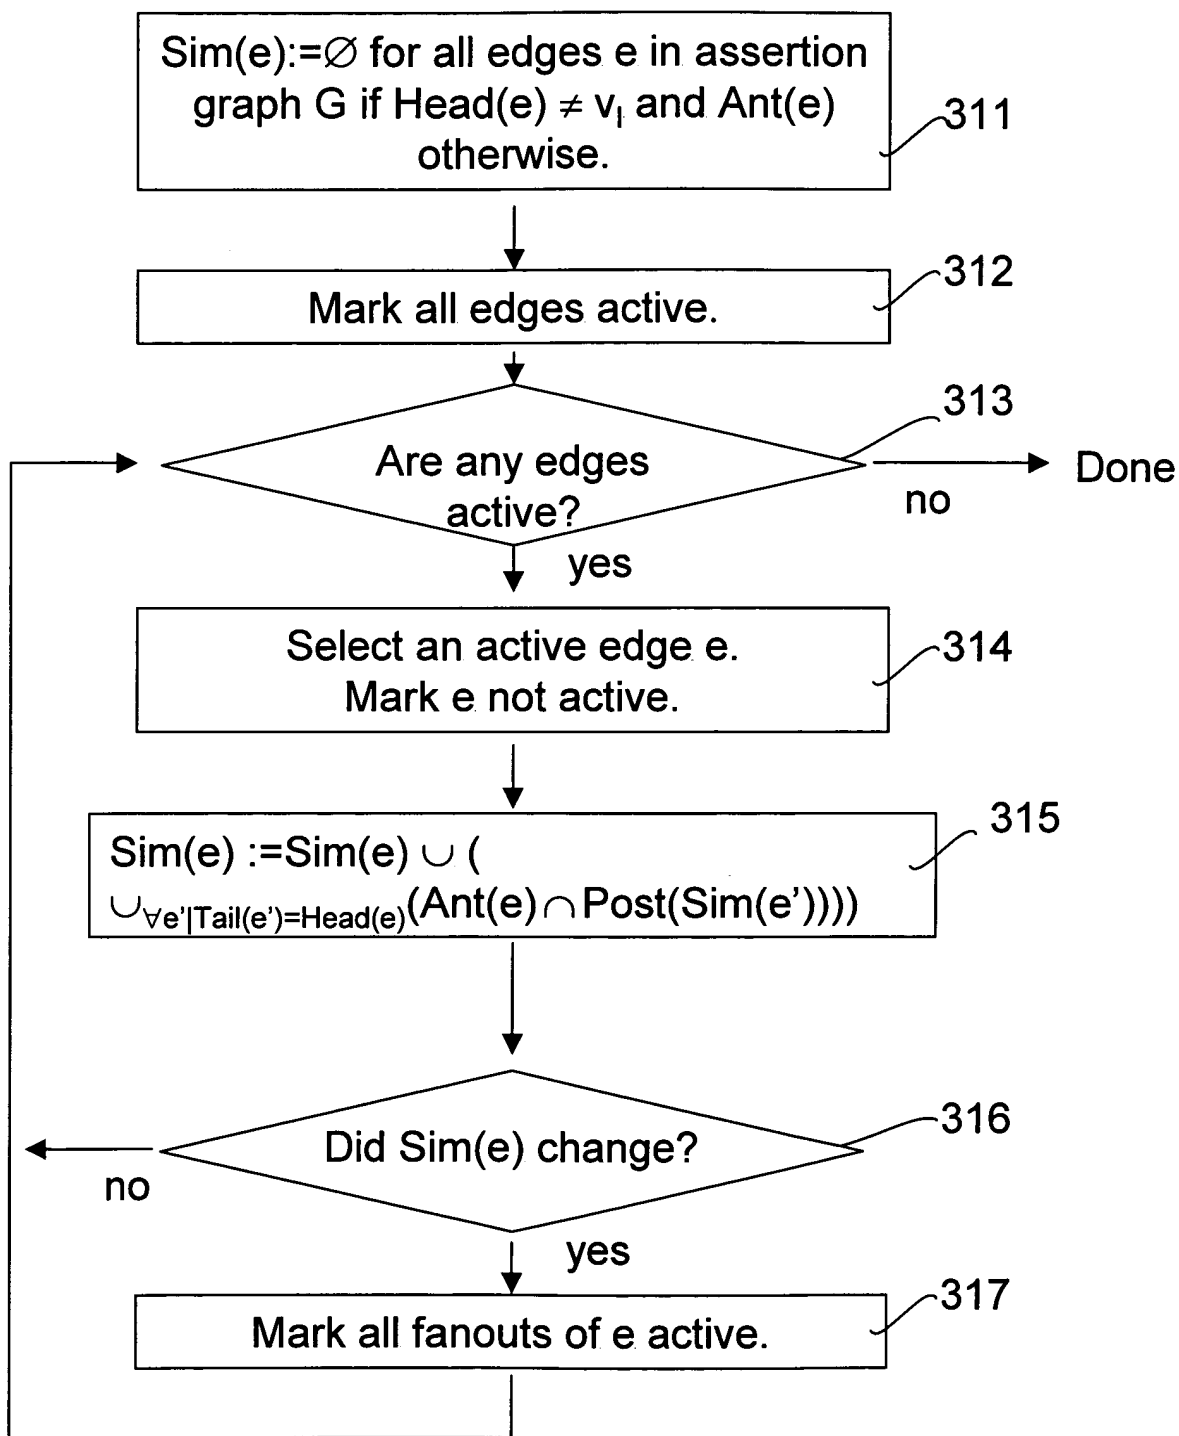 Sim(e):=∅ for all edges e in assertion
graph G if Head(e) ≠ v_I and Ant(e)
otherwise.
311
312
Mark all edges active.
313
Are any edges
active?
Done
no
yes
Select an active edge e.
Mark e not active.
314
315
Sim(e) :=Sim(e) ∪ (
∪∀e'|Tail(e')=Head(e)(Ant(e)∩Post(Sim(e'))))
316
Did Sim(e) change?
no
yes
317
Mark all fanouts of e active.